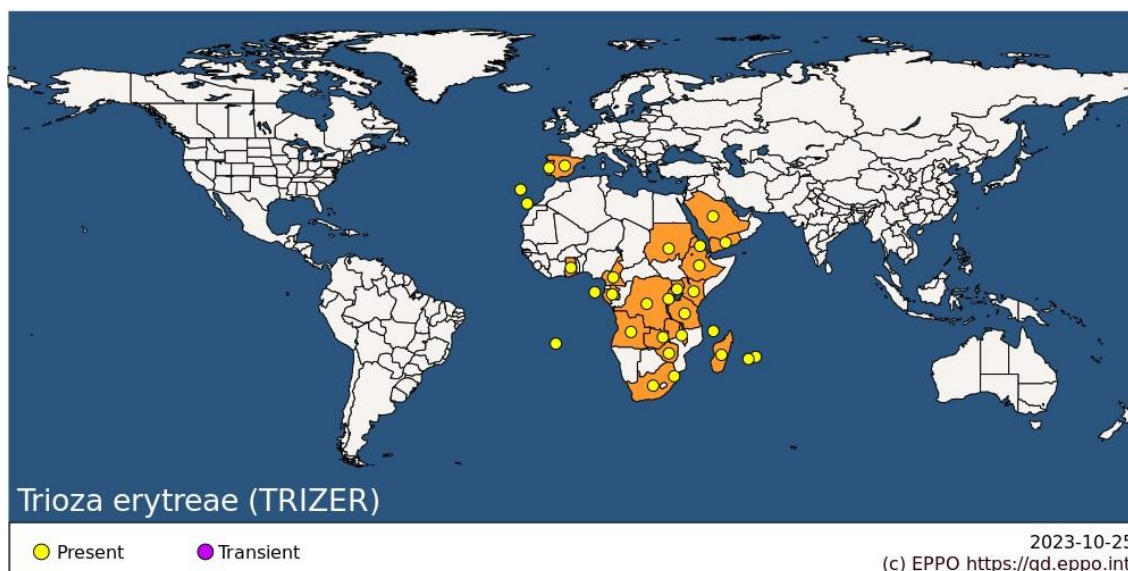 Trioza erytreae (TRIZER)
Present
Transient
2023-10-25
(c) EPPO https://gd.eppo.int